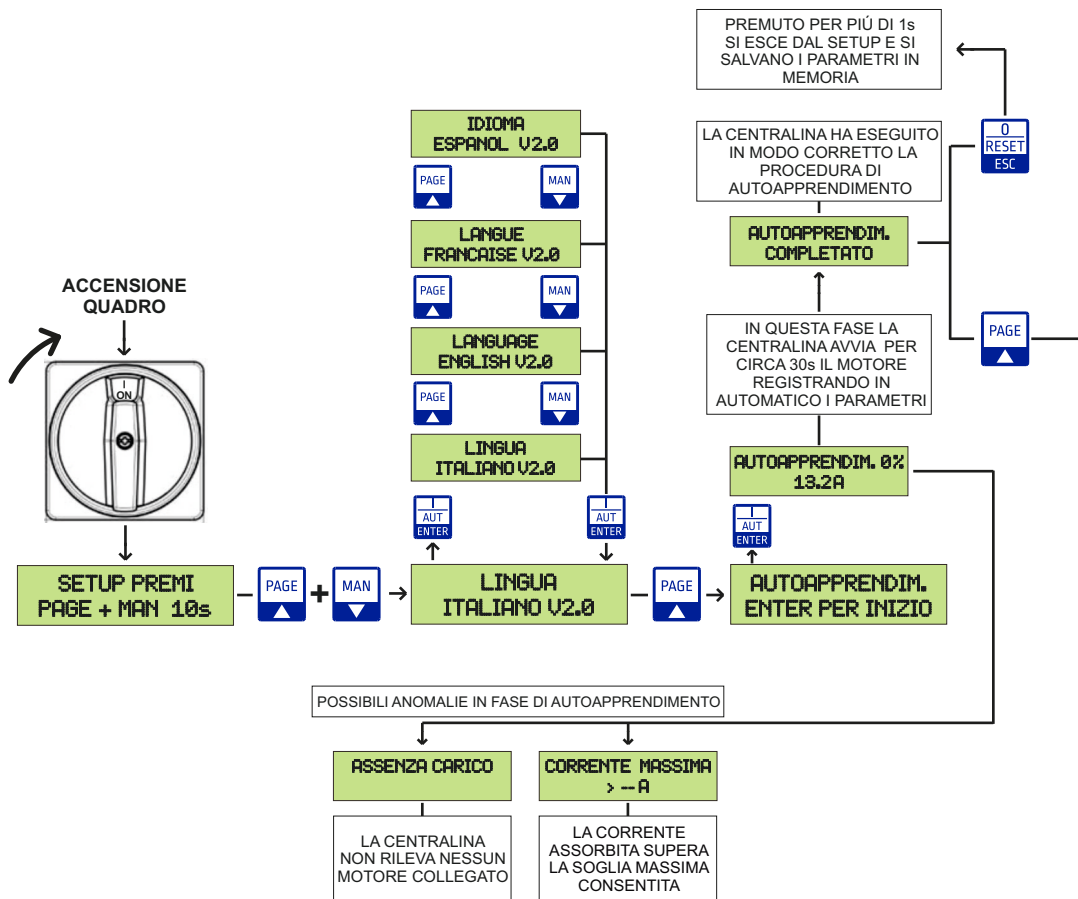 PREMUTO PER PIÚ DI 1s
SI ESCE DAL SETUP E SI
SALVANO I PARAMETRI IN
MEMORIA
0
RESET
ESC
LA CENTRALINA HA ESEGUITO
IN MODO CORRETTO LA
PROCEDURA DI
AUTOAPPRENDIMENTO
AUTOAPPRENDIM.
COMPLETATO
PAGE
IN QUESTA FASE LA
CENTRALINA AVVIA PER
CIRCA 30s IL MOTORE
REGISTRANDO IN
AUTOMATICO I PARAMETRI
AUTOAPPRENDIM. 0%
13.2A
I
AUT
ENTER
IDIOMA
ESPANOL V2.0
PAGE
MAN
LANGUE
FRANCAISE V2.0
PAGE
MAN
LANGUAGE
ENGLISH V2.0
PAGE
MAN
LINGUA
ITALIANO V2.0
I
AUT
ENTER
I
AUT
ENTER
ACCENSIONE
QUADRO
I
ON
SETUP PREMI
PAGE + MAN 10s
PAGE
+
MAN
LINGUA
ITALIANO V2.0
PAGE
AUTOAPPRENDIM.
ENTER PER INIZIO
POSSIBILI ANOMALIE IN FASE DI AUTOAPPRENDIMENTO
ASSENZA CARICO
LA CENTRALINA
NON RILEVA NESSUN
MOTORE COLLEGATO
CORRENTE MASSIMA
> -- A
LA CORRENTE
ASSORBITA SUPERA
LA SOGLIA MASSIMA
CONSENTITA